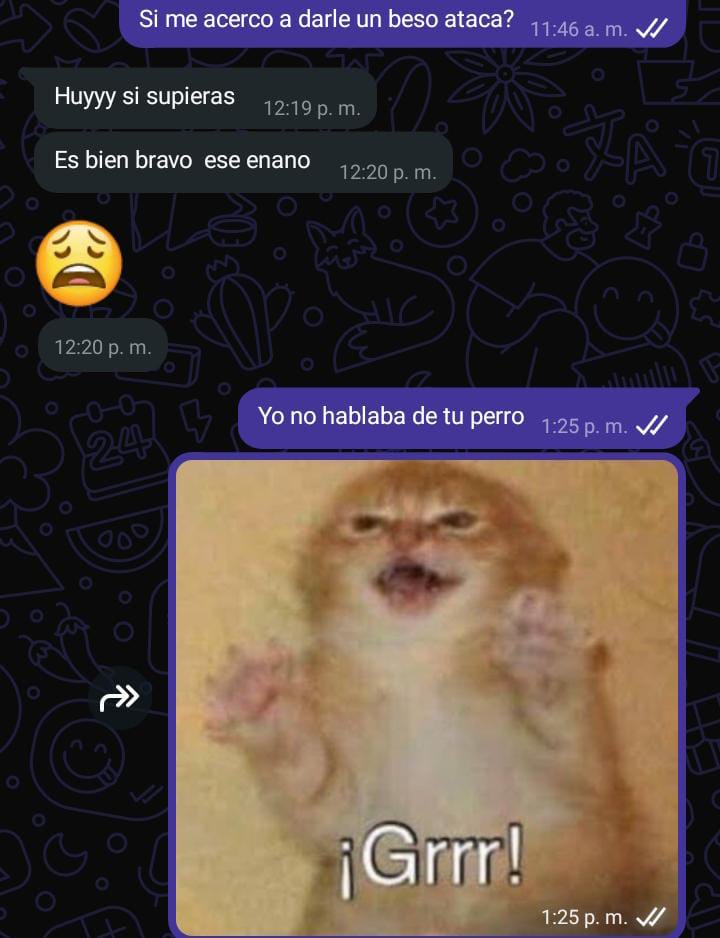 Si me acerco a darle un beso ataca?
11:46 a. m.
Huyyy si supieras
12:19 p. m.
Es bien bravo  ese enano
12:20 p. m.
12:20 p. m.
Yo no hablaba de tu perro
1:25 p. m.
24
¡Grrr!
1:25 p. m.